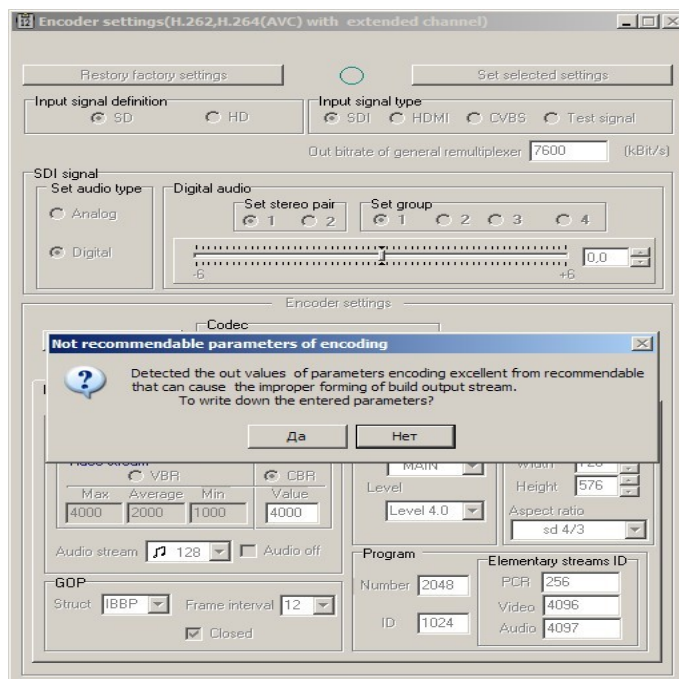 Encoder settings(H.262,H.264(AVC) with extended channel)
Restory factory settings
Set selected settings
Input signal definition
SD HD
Input signal type
SDI HDMI CVBS Test signal
Out bitrate of general remultiplexer 7600 (kBit/s)
SDI signal
Set audio type
Analog
Digital
Digital audio
Set stereo pair
1 2
Set group
1 2 3 4
-6 +6
0,0
Encoder settings
Codec
Not recommendable parameters of encoding
Detected the out values of parameters encoding excellent from recommendable
that can cause the improper forming of build output stream.
To write down the entered parameters?
Да Нет
VBR CBR
Max Average Min Value
4000 2000 1000 4000
Audio stream 128 Audio off
GOP
Struct IBBP Frame interval 12
Closed
MAIN
Level
Level 4.0
Width 720
Height 576
Aspect ratio
sd 4/3
Program
Number 2048
ID 1024
Elementary streams ID
PCR 256
Video 4096
Audio 4097